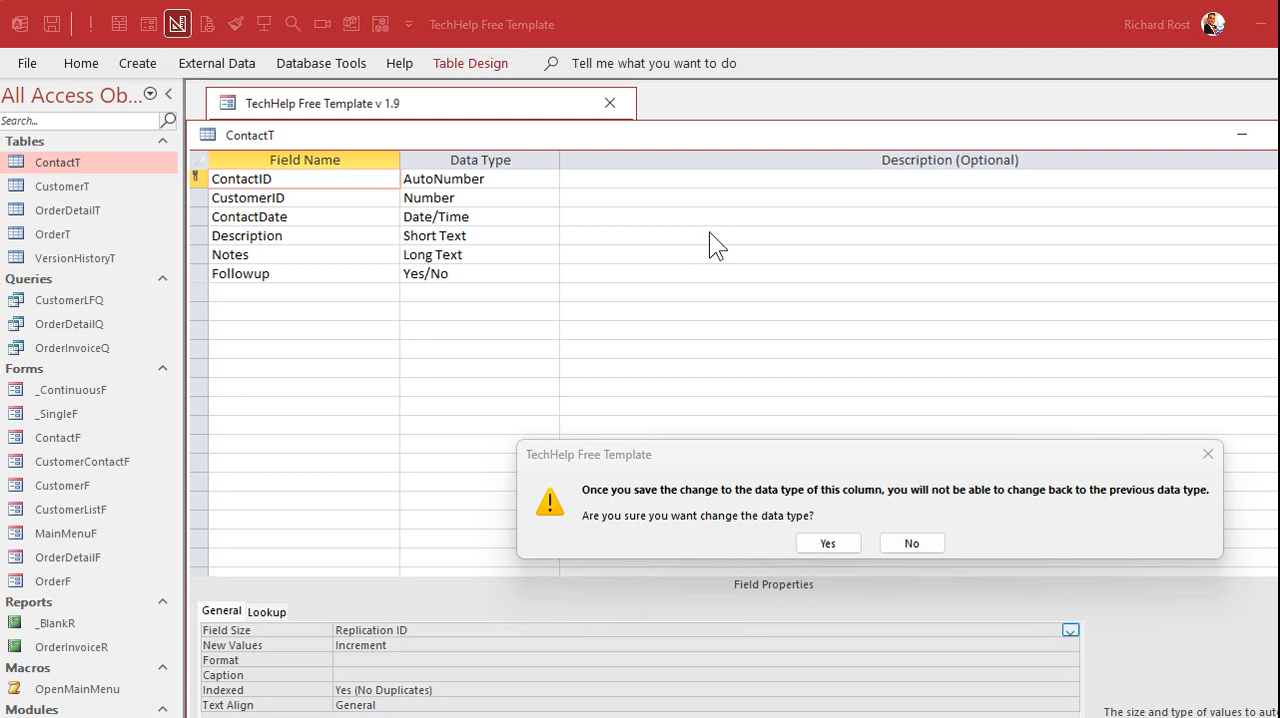 TechHelp Free Template
Richard Rost
File Home Create External Data Database Tools Help Table Design Tell me what you want to do
All Access Ob...
Search...
Tables
ContactT
CustomerT
OrderDetailT
OrderT
VersionHistoryT
Queries
CustomerLFQ
OrderDetailQ
OrderInvoiceQ
Forms
_ContinuousF
_SingleF
ContactF
CustomerContactF
CustomerF
CustomerListF
MainMenuF
OrderDetailF
OrderF
Reports
_BlankR
OrderInvoiceR
Macros
OpenMainMenu
Modules
TechHelp Free Template v 1.9
ContactT
Field Name Data Type Description (Optional)
ContactID AutoNumber
CustomerID Number
ContactDate Date/Time
Description Short Text
Notes Long Text
Followup Yes/No
TechHelp Free Template
Once you save the change to the data type of this column, you will not be able to change back to the previous data type.
Are you sure you want change the data type?
Yes No
Field Properties
General Lookup
Field Size Replication ID
New Values Increment
Format
Caption
Indexed Yes (No Duplicates)
Text Align General
The size and type of values to auto